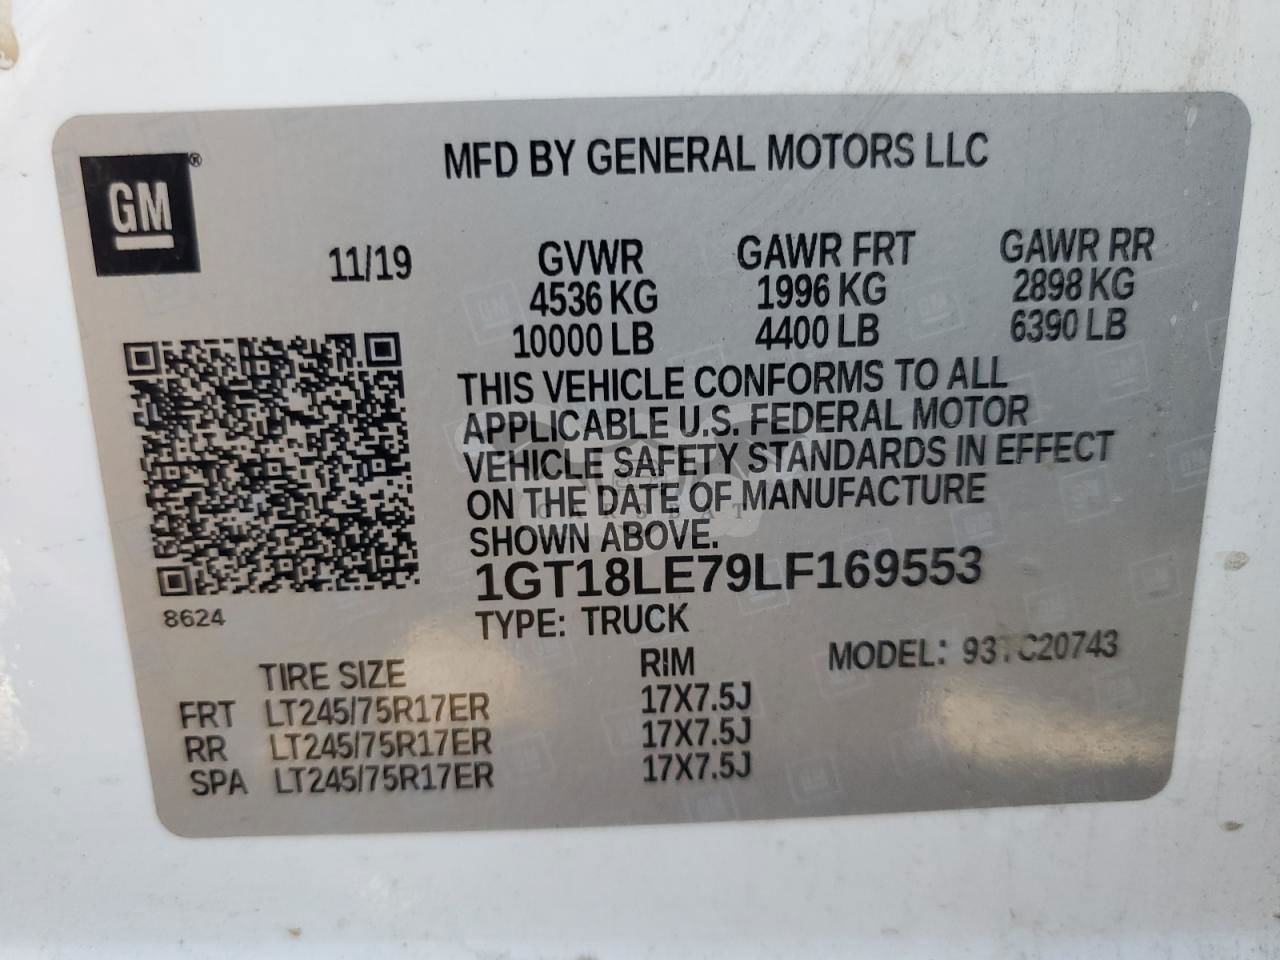 GM®
MFD BY GENERAL MOTORS LLC
11/19
GVWR GAWR FRT GAWR RR
4536 KG 1996 KG 2898 KG
10000 LB 4400 LB 6390 LB
THIS VEHICLE CONFORMS TO ALL
APPLICABLE U.S. FEDERAL MOTOR
VEHICLE SAFETY STANDARDS IN EFFECT
ON THE DATE OF MANUFACTURE
SHOWN ABOVE.
1GT18LE79LF169553
8624
TYPE: TRUCK
MODEL:
TIRE SIZE RIM
FRT LT245/75R17ER 17X7.5J
RR LT245/75R17ER 17X7.5J
SPA LT245/75R17ER 17X7.5J